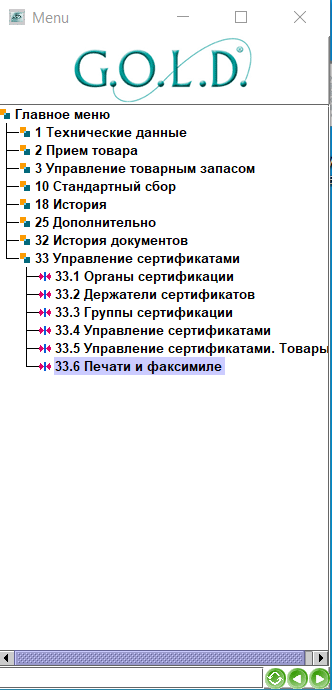 Menu
G.O.L.D.®
Главное меню
1 Технические данные
2 Прием товара
3 Управление товарным запасом
10 Стандартный сбор
18 История
25 Дополнительно
32 История документов
33 Управление сертификатами
33.1 Органы сертификации
33.2 Держатели сертификатов
33.3 Группы сертификации
33.4 Управление сертификатами
33.5 Управление сертификатами. Товары
33.6 Печати и факсимиле